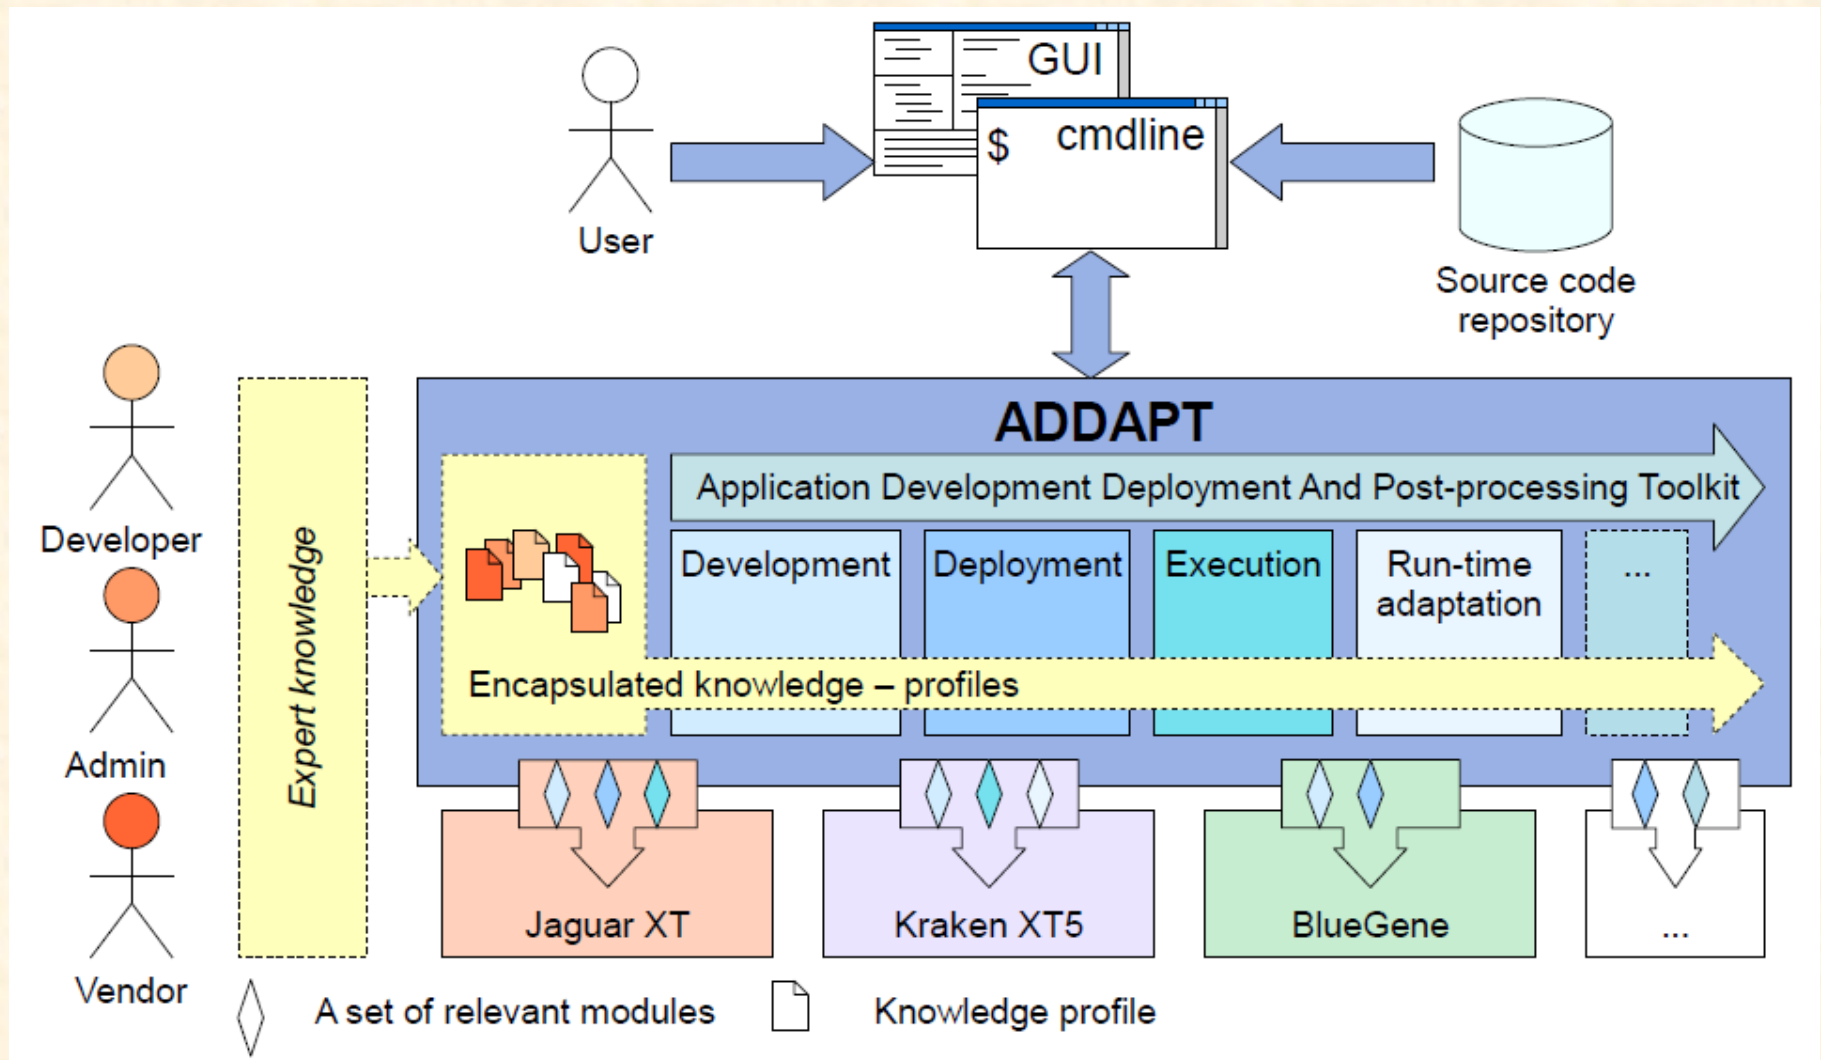 GUI
$ cmdline
User
Source code
repository
ADDAPT
Application Development Deployment And Post-processing Toolkit
Developer
Admin
Vendor
Expert knowledge
Development
Deployment
Execution
Run-time
adaptation
...
Encapsulated knowledge – profiles
Jaguar XT
Kraken XT5
BlueGene
...
A set of relevant modules
Knowledge profile